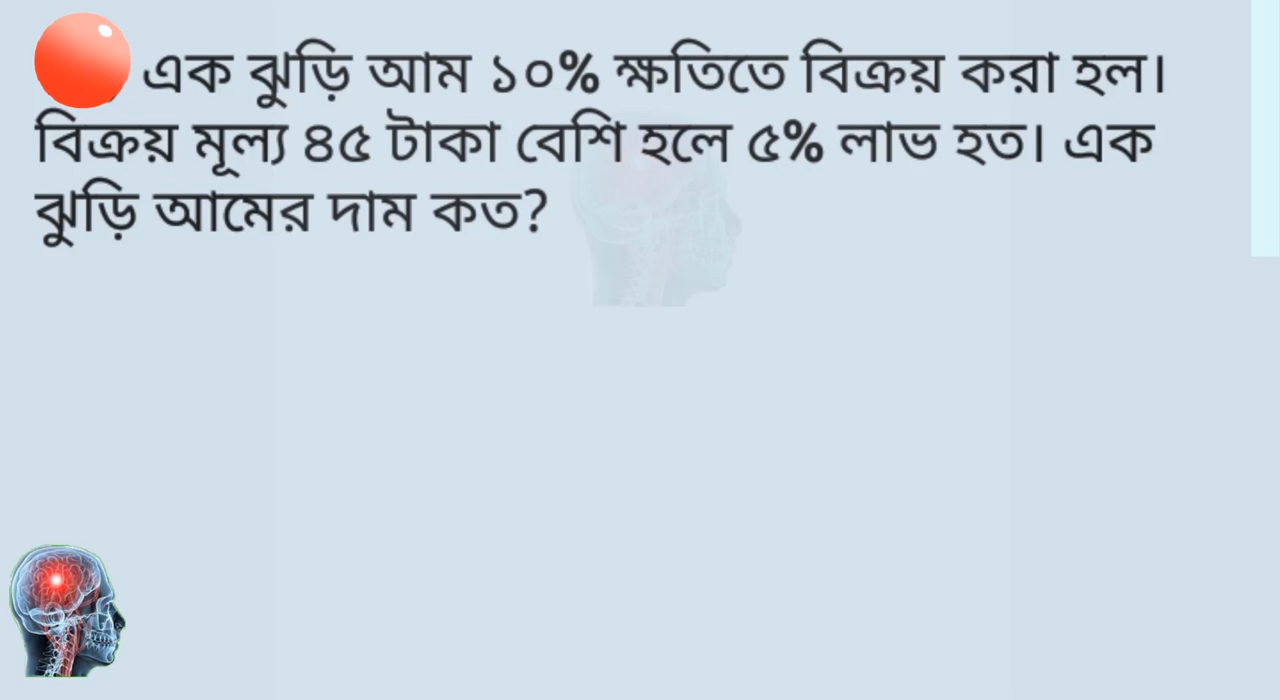 এক ঝুড়ি আম ১০% ক্ষতিতে বিক্রয় করা হল।
বিক্রয় মূল্য ৪৫ টাকা বেশি হলে ৫% লাভ হত। এক
ঝুড়ি আমের দাম কত?